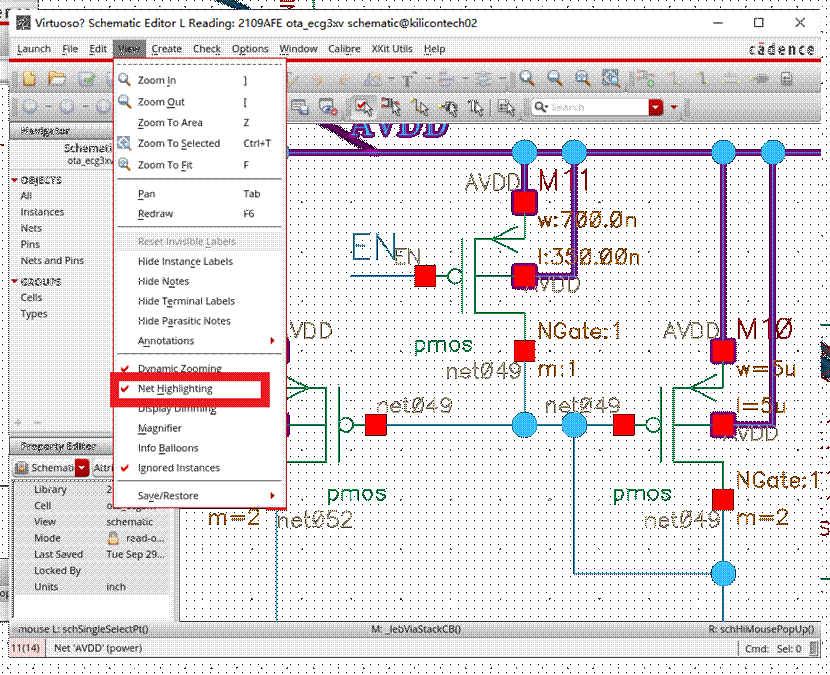 Virtuoso? Schematic Editor L Reading: 2109AFE ota_ecg3xv schematic@kilicontech02
Launch File Edit View Create Check Options Window Calibre XKit Utils Help
cādence
Zoom In ]
Zoom Out [
Zoom To Area Z
Zoom To Selected Ctrl+T
Zoom To Fit F
Pan Tab
Redraw F6
Reset Invisible Labels
Hide Instance Labels
Hide Notes
Hide Terminal Labels
Hide Parasitic Notes
Annotations
Dynamic Zooming
Net Highlighting
Display Dimming
Magnifier
Info Balloons
Ignored Instances
Save/Restore
Search
Navigator
Schemati
ota_ecg3xv
OBJECTS
All
Instances
Nets
Pins
Nets and Pins
GROUPS
Cells
Types
Property Editor
Schemati Attri
Library 2
Cell
View schematic
Mode read-o...
Last Saved Tue Sep 29...
Locked By
Units inch
AVDD
AVDD M11
w:700.0n
l:350.00n
EN
EN
AVDD
NGate:1
pmos
net049 m:1
VDD
AVDD M10
w=5u
l=5u
net049
net049
AVDD
NGate:1
pmos
pmos
m=2 net052
net049 m=2
mouse L: schSingleSelectPt() M: _lebViaStackCB() R: schHiMousePopUp()
11(14) Net 'AVDD' (power) Cmd: Sel: 0